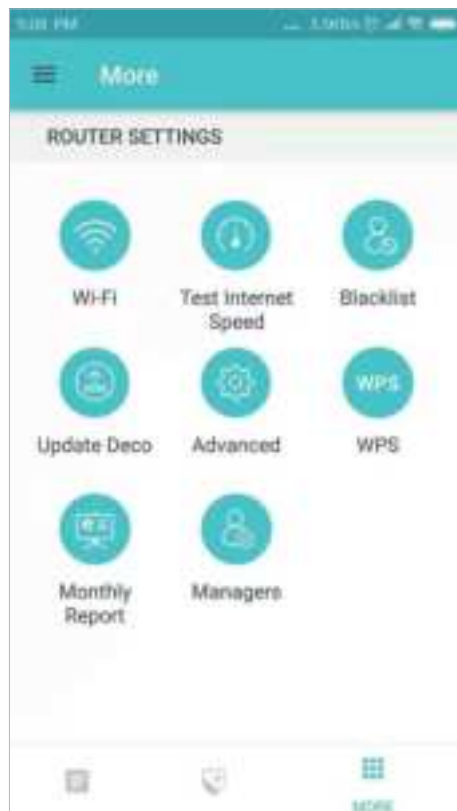 More
ROUTER SETTINGS
Wi-Fi
Test Internet
Speed
Blacklist
Update Deco
Advanced
WPS
WPS
Monthly
Report
Managers
MORE